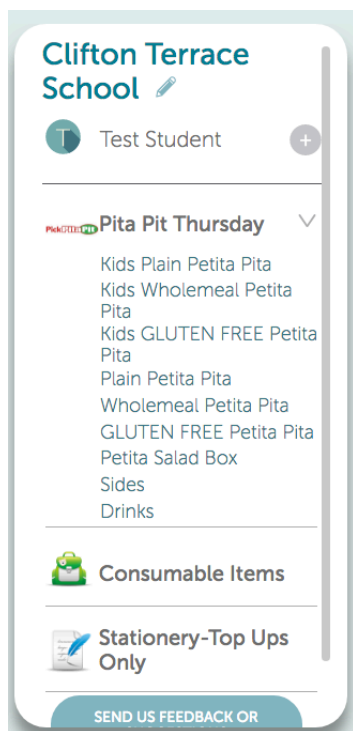 Clifton Terrace
School
T
Test Student
+
Pita Pit Thursday
Kids Plain Petita Pita
Kids Wholemeal Petita
Pita
Kids GLUTEN FREE Petita
Pita
Plain Petita Pita
Wholemeal Petita Pita
GLUTEN FREE Petita Pita
Petita Salad Box
Sides
Drinks
Consumable Items
Stationery-Top Ups
Only
SEND US FEEDBACK OR